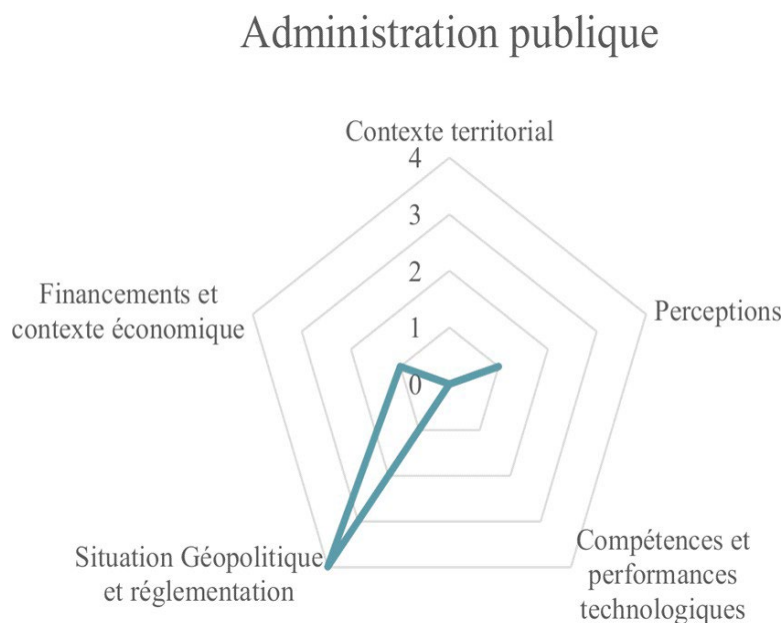 Administration publique
Contexte territorial
4
3
2
1
0
Perceptions
Financements et
contexte économique
Situation Géopolitique
et réglementation
Compétences et
performances
technologiques